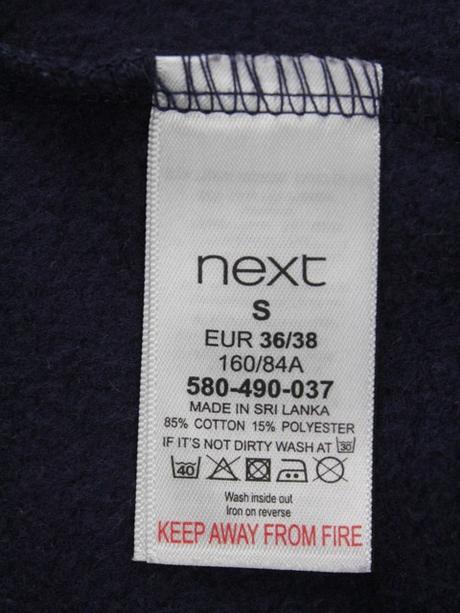 next
S
EUR 36/38
160/84A
580-490-037
MADE IN SRI LANKA
85% COTTON 15% POLYESTER
IF IT'S NOT DIRTY WASH AT 30
40
Wash inside out
Iron on reverse
KEEP AWAY FROM FIRE